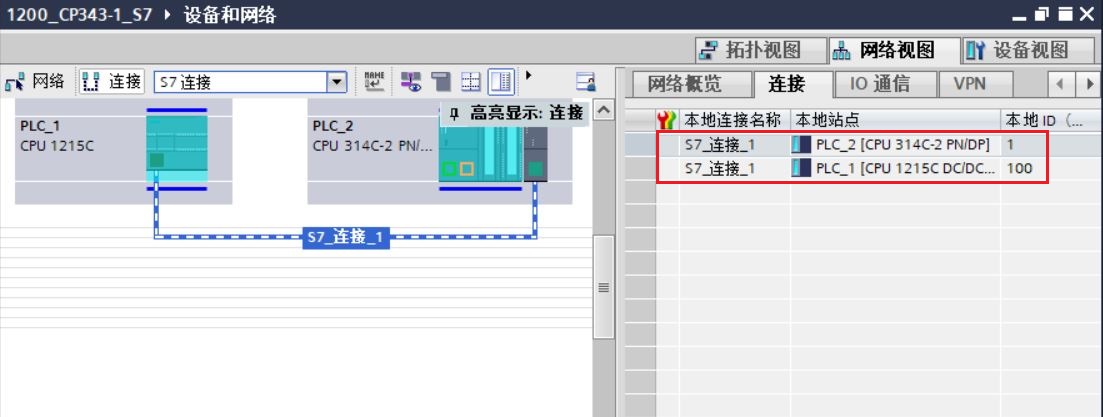 1200_CP343-1_S7 ▸ 设备和网络
拓扑视图 网络视图 设备视图
网络 连接 S7 连接 NAME
网络概览 连接 IO 通信 VPN
高亮显示: 连接
PLC_1
CPU 1215C
PLC_2
CPU 314C-2 PN/...
S7_连接_1
本地连接名称 本地站点 本地 ID（...
S7_连接_1 PLC_2 [CPU 314C-2 PN/DP] 1
S7_连接_1 PLC_1 [CPU 1215C DC/DC... 100